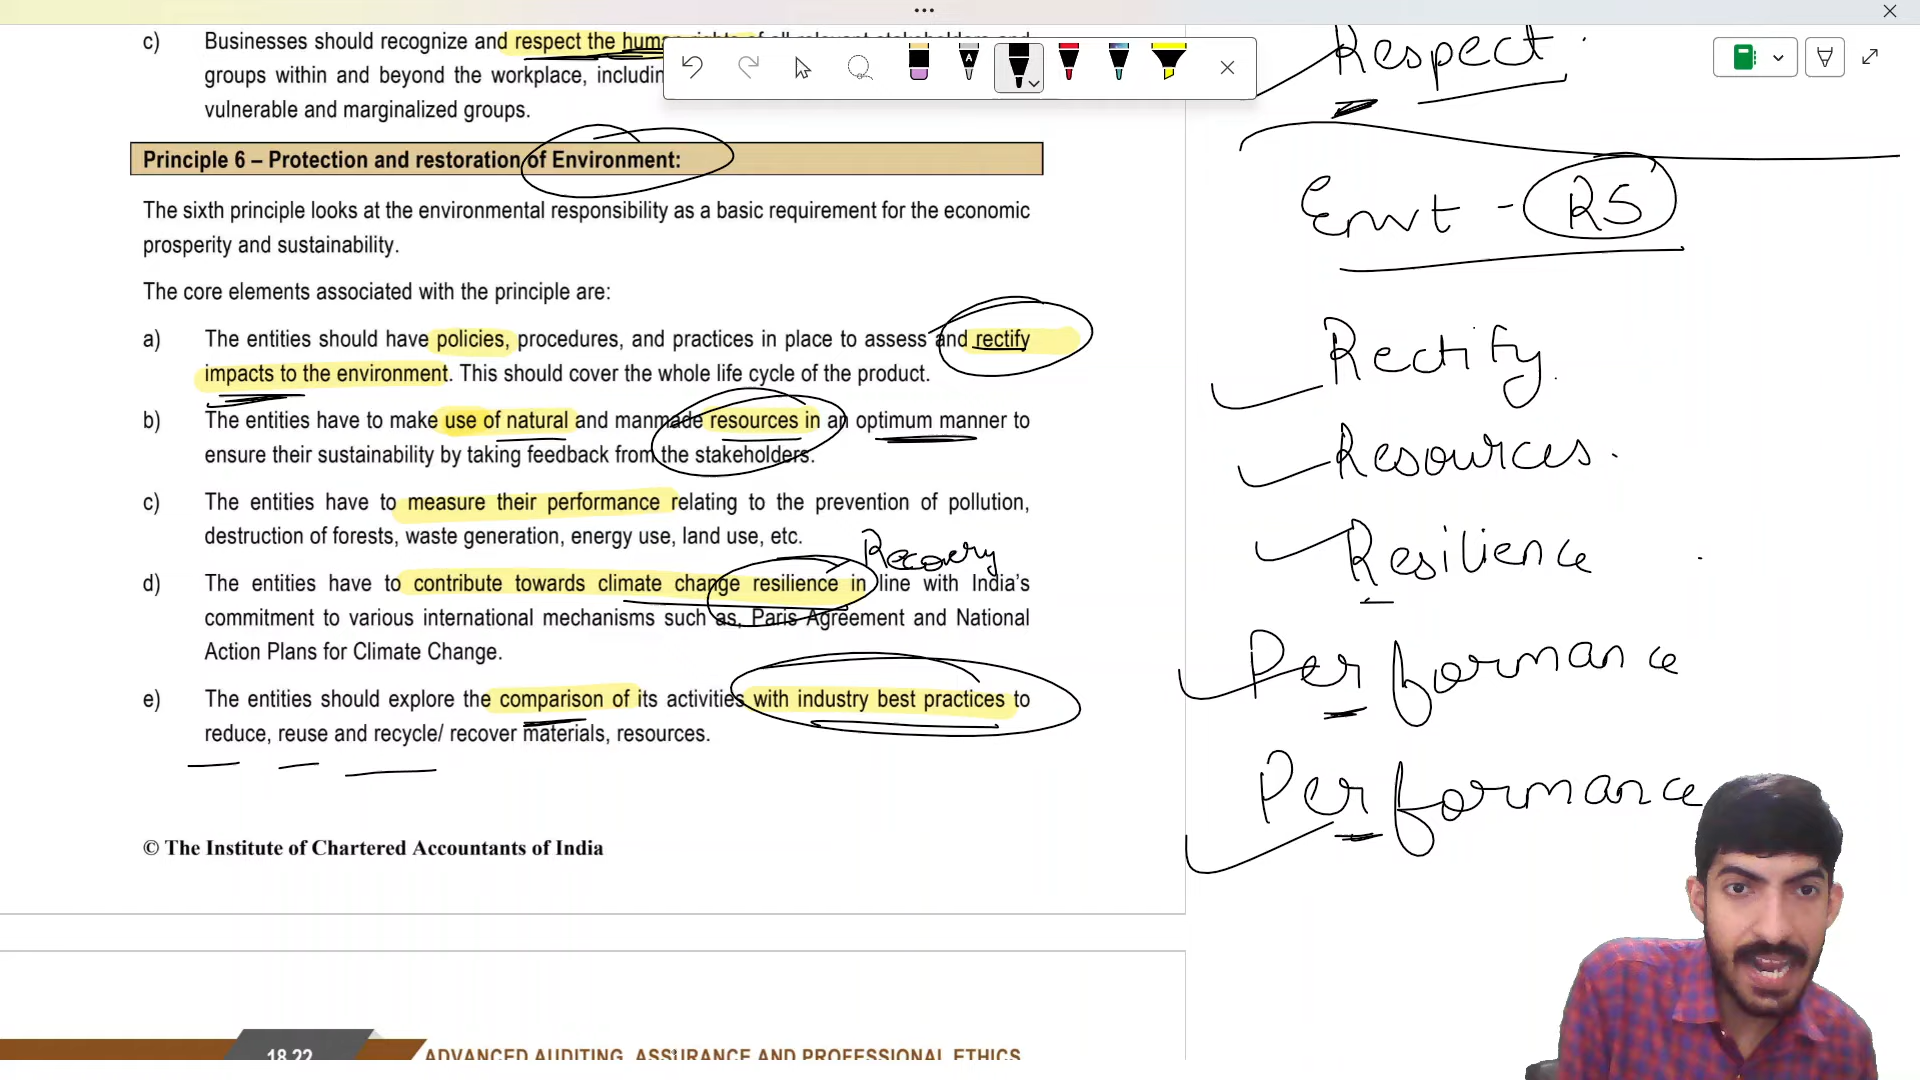 c) Businesses should recognize and respect the hum
groups within and beyond the workplace, includin
vulnerable and marginalized groups.
Principle 6 – Protection and restoration of Environment:
The sixth principle looks at the environmental responsibility as a basic requirement for the economic
prosperity and sustainability.
The core elements associated with the principle are:
a) The entities should have policies, procedures, and practices in place to assess and rectify
impacts to the environment. This should cover the whole life cycle of the product.
b) The entities have to make use of natural and manmade resources in an optimum manner to
ensure their sustainability by taking feedback from the stakeholders.
c) The entities have to measure their performance relating to the prevention of pollution,
destruction of forests, waste generation, energy use, land use, etc.
Recovery
d) The entities have to contribute towards climate change resilience in line with India's
commitment to various international mechanisms such as, Paris Agreement and National
Action Plans for Climate Change.
e) The entities should explore the comparison of its activities with industry best practices to
reduce, reuse and recycle/ recover materials, resources.
© The Institute of Chartered Accountants of India
18.22 ADVANCED AUDITING, ASSURANCE AND PROFESSIONAL ETHICS
Respect
Envt - R5
Rectify.
Resources.
Resilience
Performance
Performance